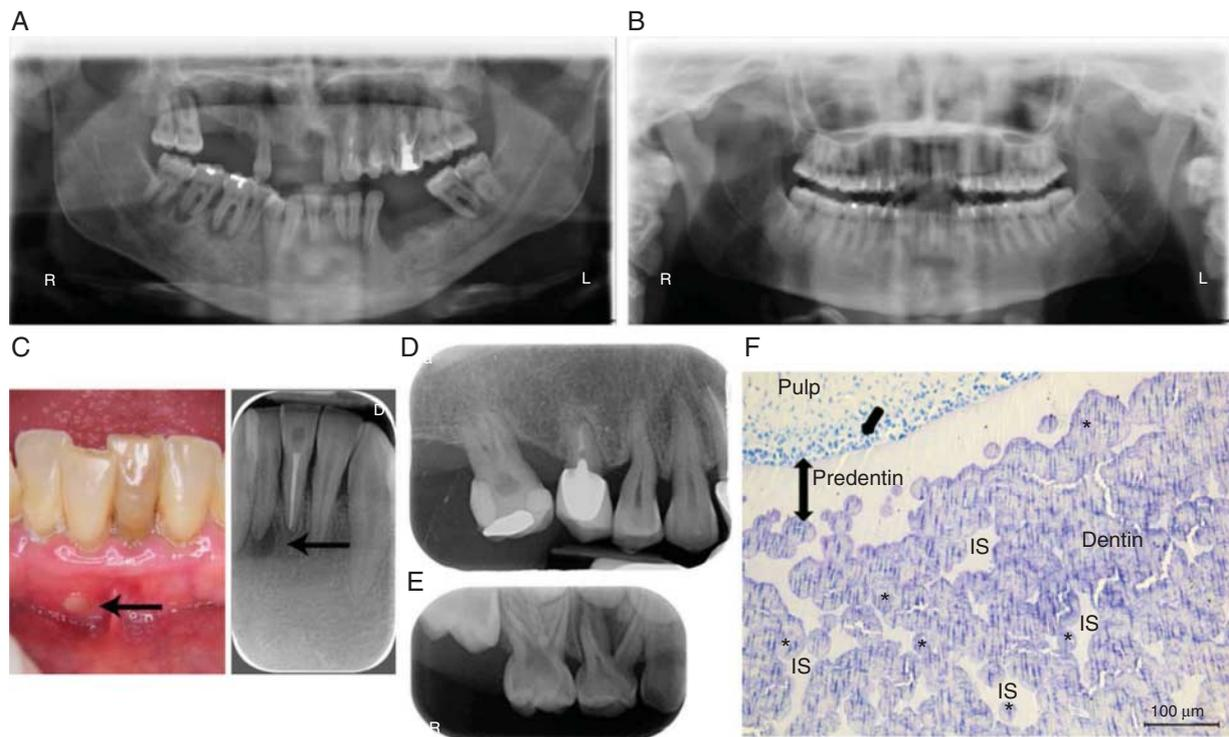 A
B
R
L
R
L
C
D
F
D
E
R
Pulp
Predentin
IS
Dentin
*
*
*
*
*
*
IS
IS
IS
100 μm